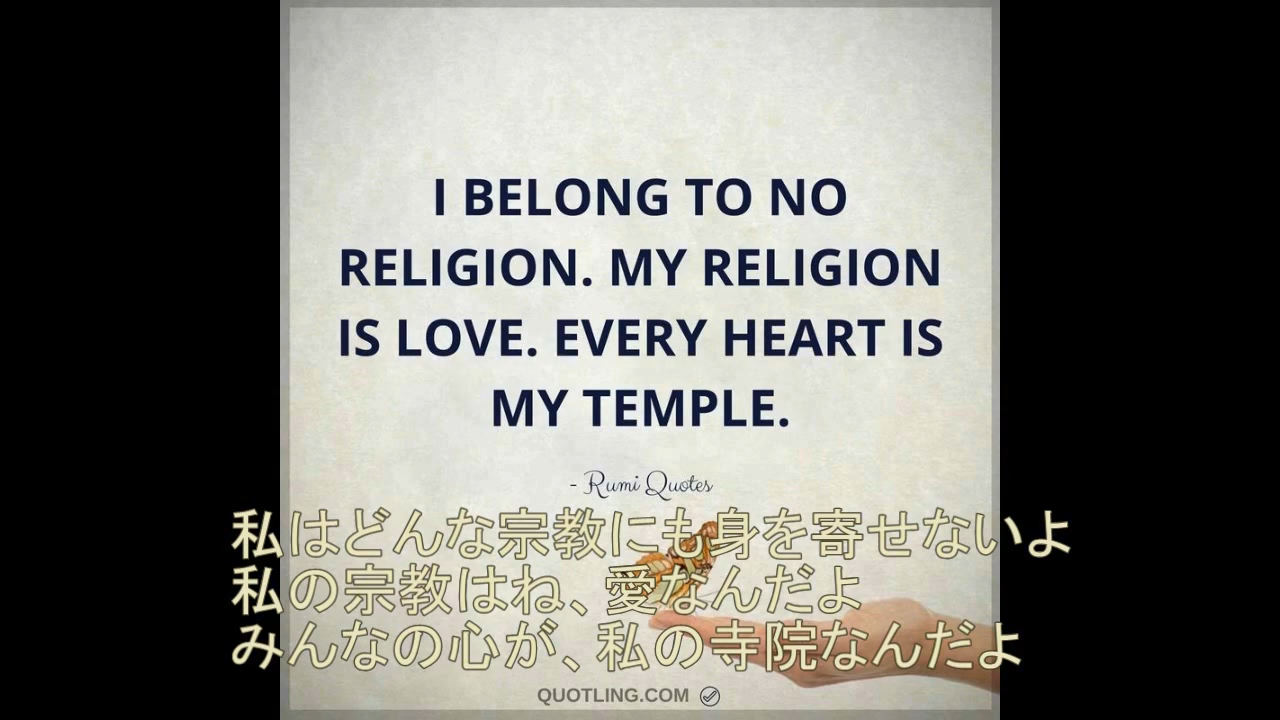 I BELONG TO NO
RELIGION. MY RELIGION
IS LOVE. EVERY HEART IS
MY TEMPLE.
- Rumi Quotes
私はどんな宗教にも身を寄せないよ
私の宗教はね、愛なんだよ
みんなの心が、私の寺院なんだよ
QUOTLING.COM